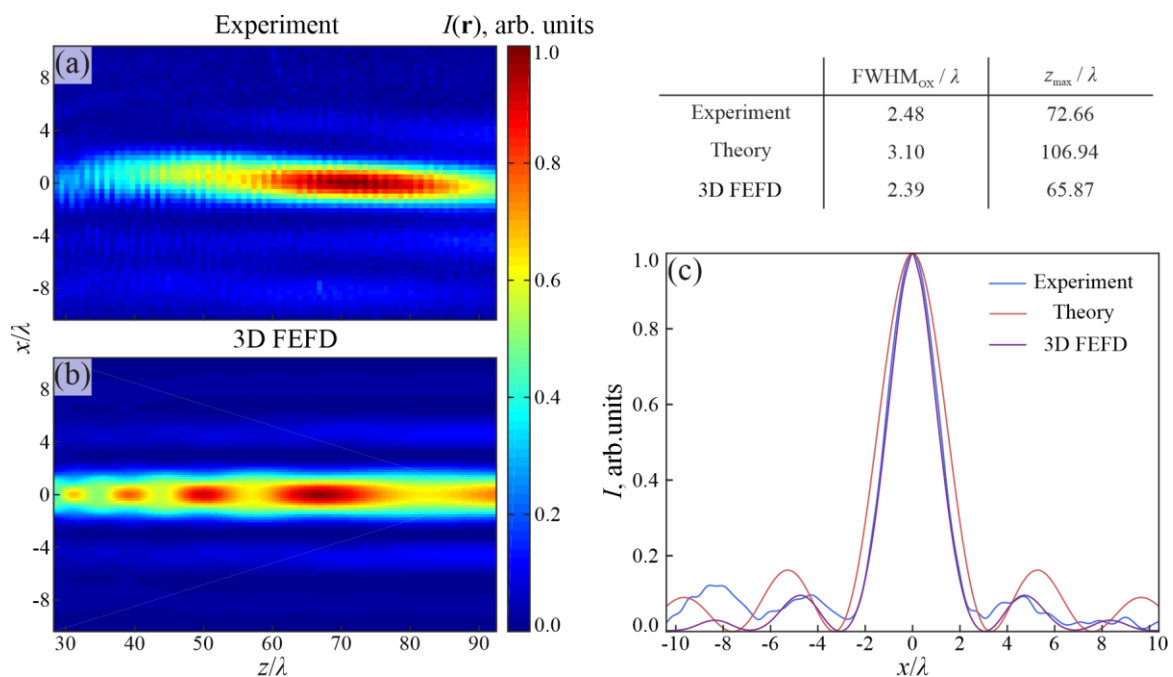 Experiment
I(r), arb. units
(a)
8
4
0
-4
-8
1.0
0.8
0.6
0.4
0.2
0.0
x/λ
3D FEFD
(b)
8
4
0
-4
-8
30 40 50 60 70 80 90
z/λ
FWHM_OX / λ z_max / λ
Experiment 2.48 72.66
Theory 3.10 106.94
3D FEFD 2.39 65.87
(c)
Experiment
Theory
3D FEFD
I, arb.units
1.0
0.8
0.6
0.4
0.2
0.0
-10 -8 -6 -4 -2 0 2 4 6 8 10
x/λ